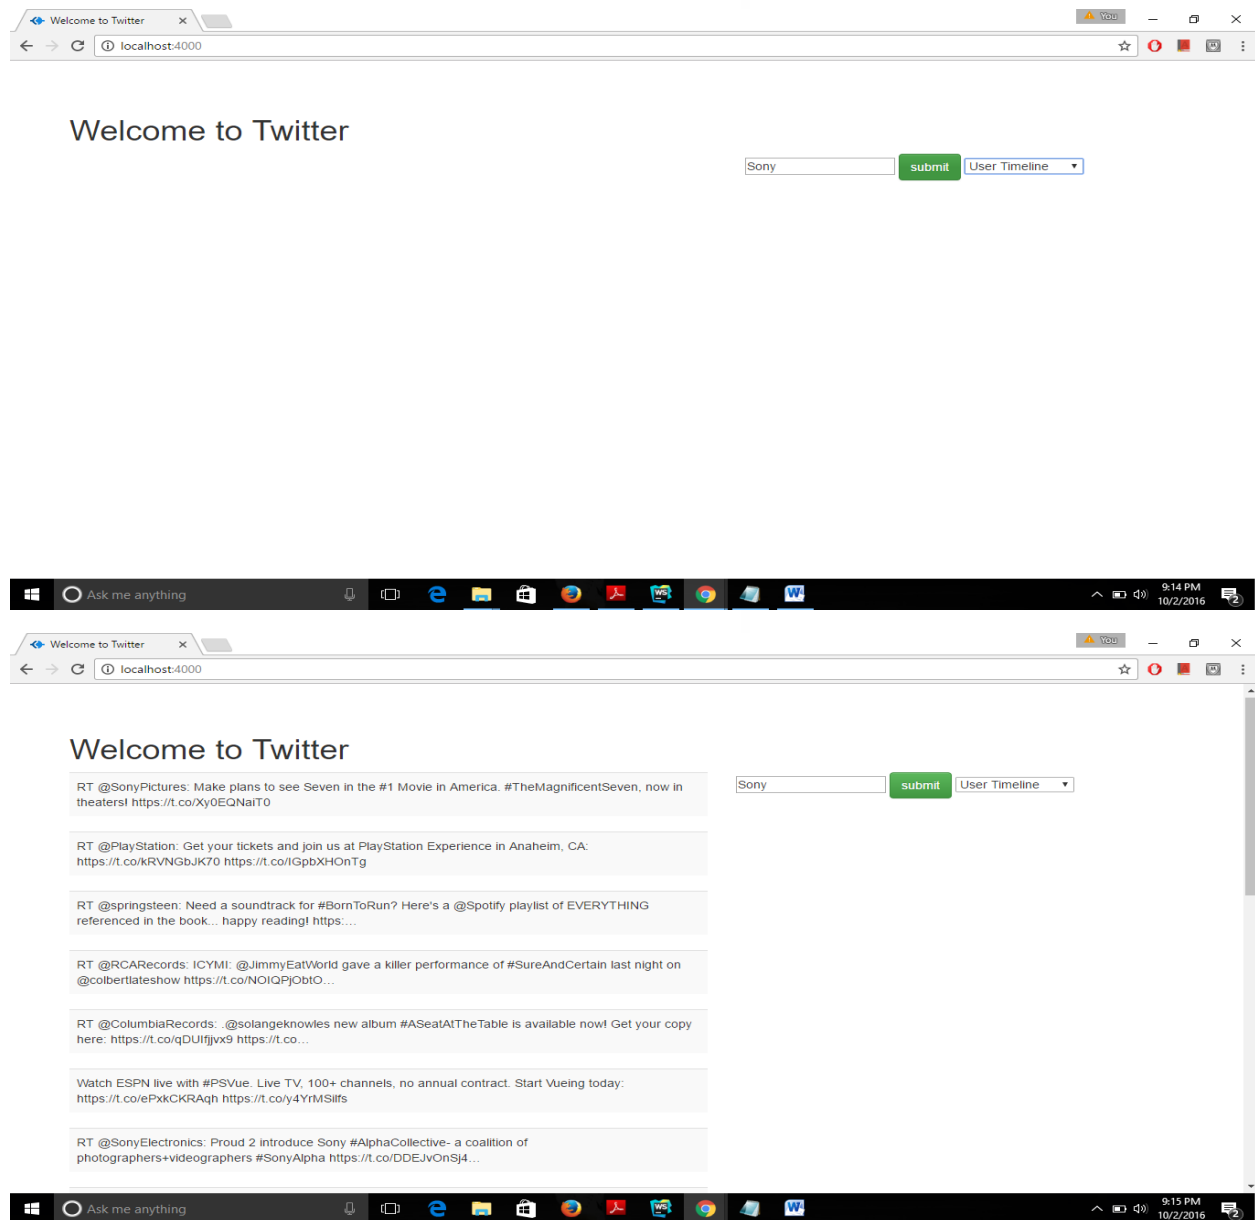 Welcome to Twitter
You
localhost:4000
Welcome to Twitter
Sony submit User Timeline
Ask me anything
9:14 PM
10/2/2016
Welcome to Twitter
You
localhost:4000
Welcome to Twitter
Sony submit User Timeline
RT @SonyPictures: Make plans to see Seven in the #1 Movie in America. #TheMagnificentSeven, now in
theaters! https://t.co/Xy0EQNaiT0
RT @PlayStation: Get your tickets and join us at PlayStation Experience in Anaheim, CA:
https://t.co/kRVNGbJK70 https://t.co/IGpbXHOnTg
RT @springsteen: Need a soundtrack for #BornToRun? Here's a @Spotify playlist of EVERYTHING
referenced in the book... happy reading! https:…
RT @RCARecords: ICYMI: @JimmyEatWorld gave a killer performance of #SureAndCertain last night on
@colbertlateshow https://t.co/NOIQPjObtO…
RT @ColumbiaRecords: .@solangeknowles new album #ASeatAtTheTable is available now! Get your copy
here: https://t.co/qDUIfjjvx9 https://t.co…
Watch ESPN live with #PSVue. Live TV, 100+ channels, no annual contract. Start Vueing today:
https://t.co/ePxkCKRAqh https://t.co/y4YrMSilfs
RT @SonyElectronics: Proud 2 introduce Sony #AlphaCollective- a coalition of
photographers+videographers #SonyAlpha https://t.co/DDEJvOnSj4…
Ask me anything
9:15 PM
10/2/2016